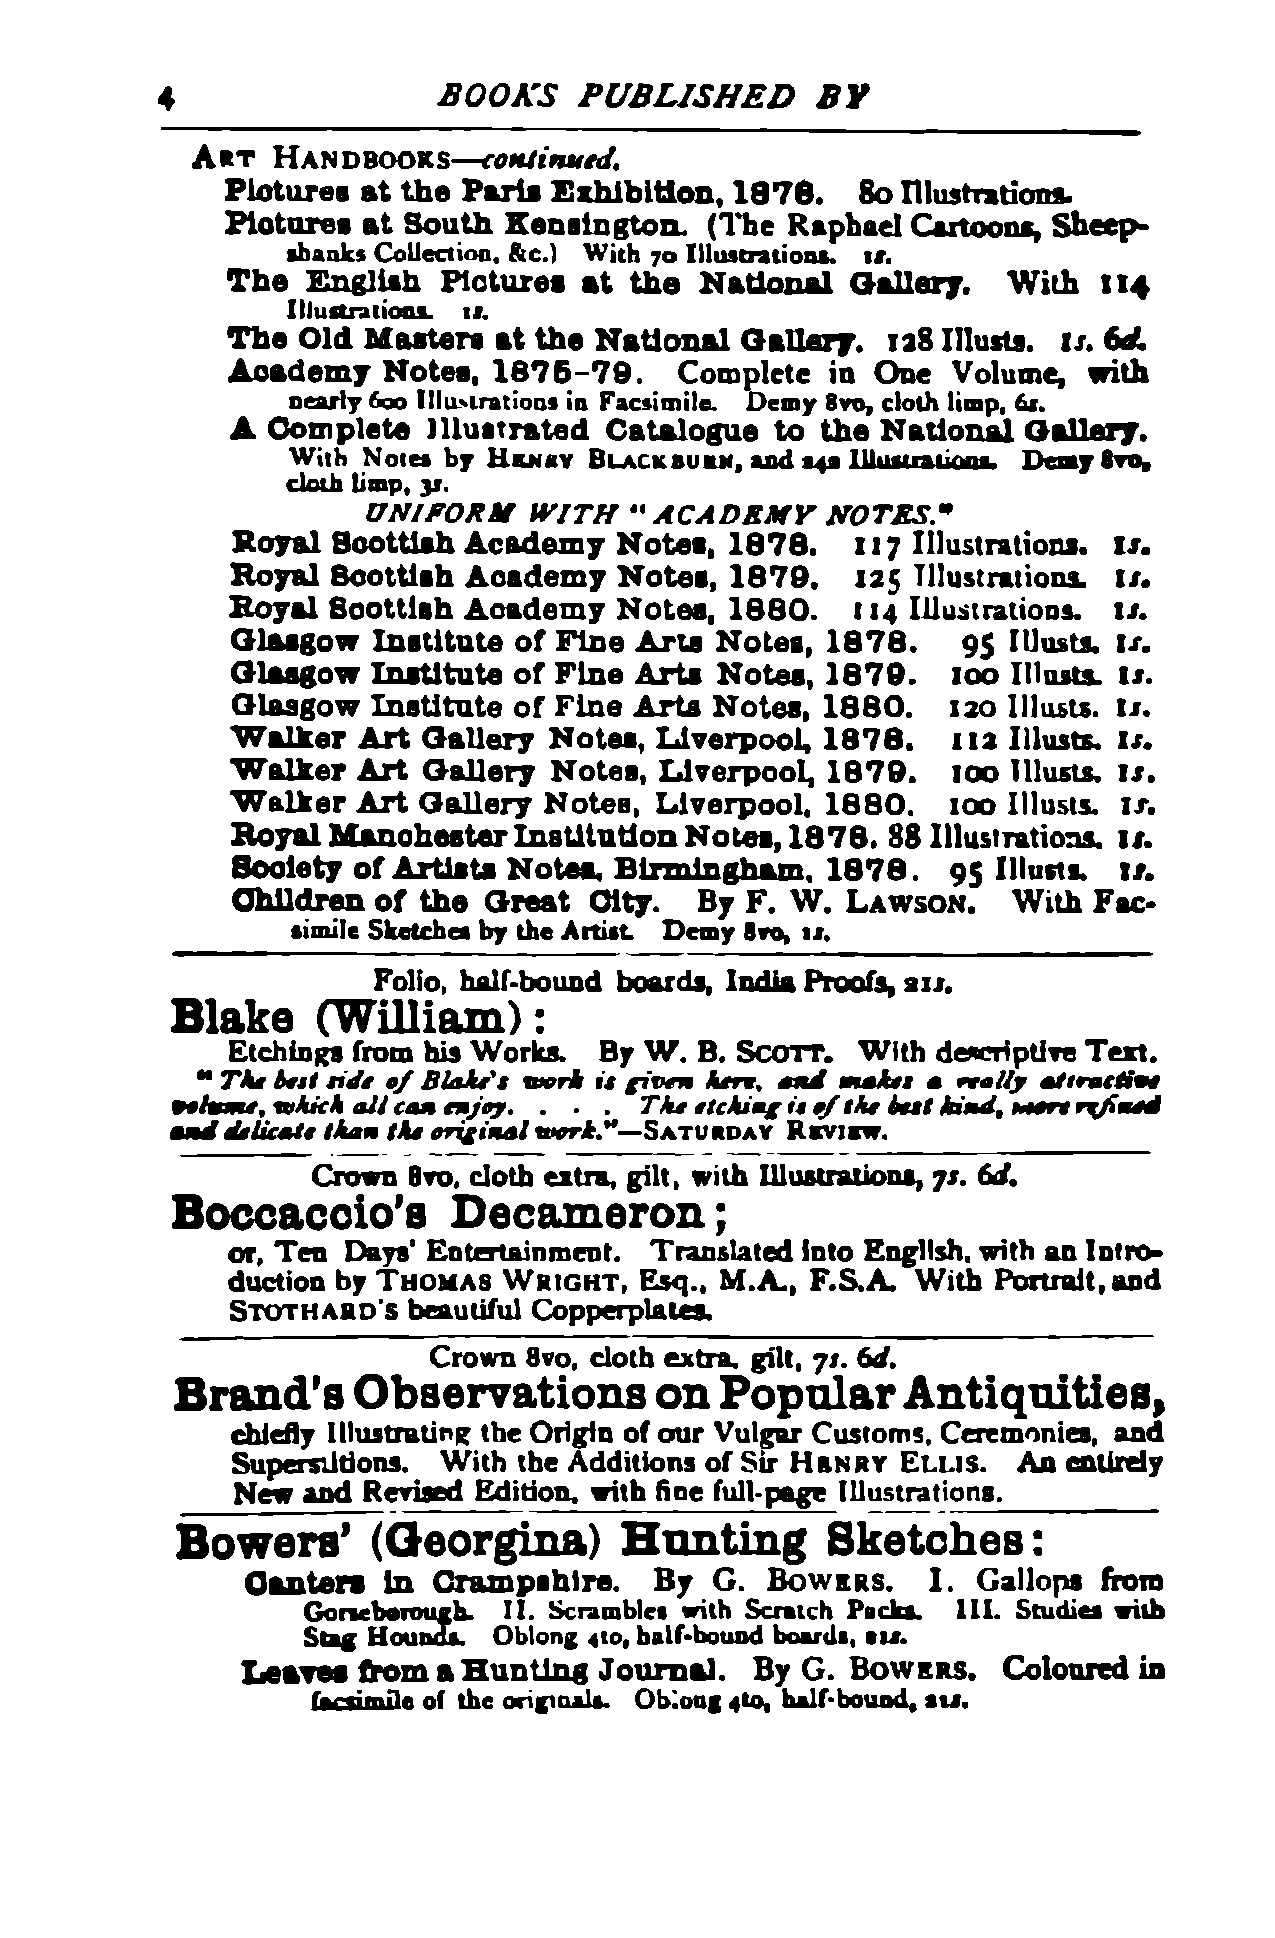 4 BOOKS PUBLISHED BY
ART HANDBOOKS—continued.
Pictures at the Paris Exhibition, 1878. 80 Illustrations.
Pictures at South Kensington. (The Raphael Cartoons, Sheep-
shanks Collection, &c.) With 70 Illustrations. 1s.
The English Pictures at the National Gallery. With 114
Illustrations. 1s.
The Old Masters at the National Gallery. 128 Illusts. 1s. 6d.
Academy Notes, 1875-79. Complete in One Volume, with
nearly 600 Illustrations in Facsimile. Demy 8vo, cloth limp, 6s.
A Complete Illustrated Catalogue to the National Gallery.
With Notes by HENRY BLACKBURN, and 242 Illustrations. Demy 8vo,
cloth limp, 3s.
UNIFORM WITH "ACADEMY NOTES."
Royal Scottish Academy Notes, 1878. 117 Illustrations. 1s.
Royal Scottish Academy Notes, 1879. 125 Illustrations. 1s.
Royal Scottish Academy Notes, 1880. 114 Illustrations. 1s.
Glasgow Institute of Fine Arts Notes, 1878. 95 Illusts. 1s.
Glasgow Institute of Fine Arts Notes, 1879. 100 Illusts. 1s.
Glasgow Institute of Fine Arts Notes, 1880. 120 Illusts. 1s.
Walker Art Gallery Notes, Liverpool, 1878. 112 Illusts. 1s.
Walker Art Gallery Notes, Liverpool, 1879. 100 Illusts. 1s.
Walker Art Gallery Notes, Liverpool, 1880. 100 Illusts. 1s.
Royal Manchester Institution Notes, 1878. 88 Illustrations. 1s.
Society of Artists Notes, Birmingham, 1878. 95 Illusts. 1s.
Children of the Great City. By F. W. LAWSON. With Fac-
simile Sketches by the Artist. Demy 8vo, 1s.
Folio, half-bound boards, India Proofs, 21s.
Blake (William):
Etchings from his Works. By W. B. SCOTT. With descriptive Text.
"The best side of Blake's work is given here, and makes a really attractive
volume, which all can enjoy. . . . The etching is of the best kind, more refined
and delicate than the original work."—SATURDAY REVIEW.
Crown 8vo, cloth extra, gilt, with Illustrations, 7s. 6d.
Boccaccio's Decameron;
or, Ten Days' Entertainment. Translated into English, with an Intro-
duction by THOMAS WRIGHT, Esq., M.A., F.S.A. With Portrait, and
STOTHARD'S beautiful Copperplates.
Crown 8vo, cloth extra, gilt, 7s. 6d.
Brand's Observations on Popular Antiquities,
chiefly Illustrating the Origin of our Vulgar Customs, Ceremonies, and
Superstitions. With the Additions of Sir HENRY ELLIS. An entirely
New and Revised Edition, with fine full-page Illustrations.
Bowers' (Georgina) Hunting Sketches:
Canters in Crampshire. By G. BOWERS. I. Gallops from
Gorseborough. II. Scrambles with Scratch Packs. III. Studies with
Stag Hounds. Oblong 4to, half-bound boards, 21s.
Leaves from a Hunting Journal. By G. BOWERS. Coloured in
facsimile of the originals. Oblong 4to, half-bound, 21s.